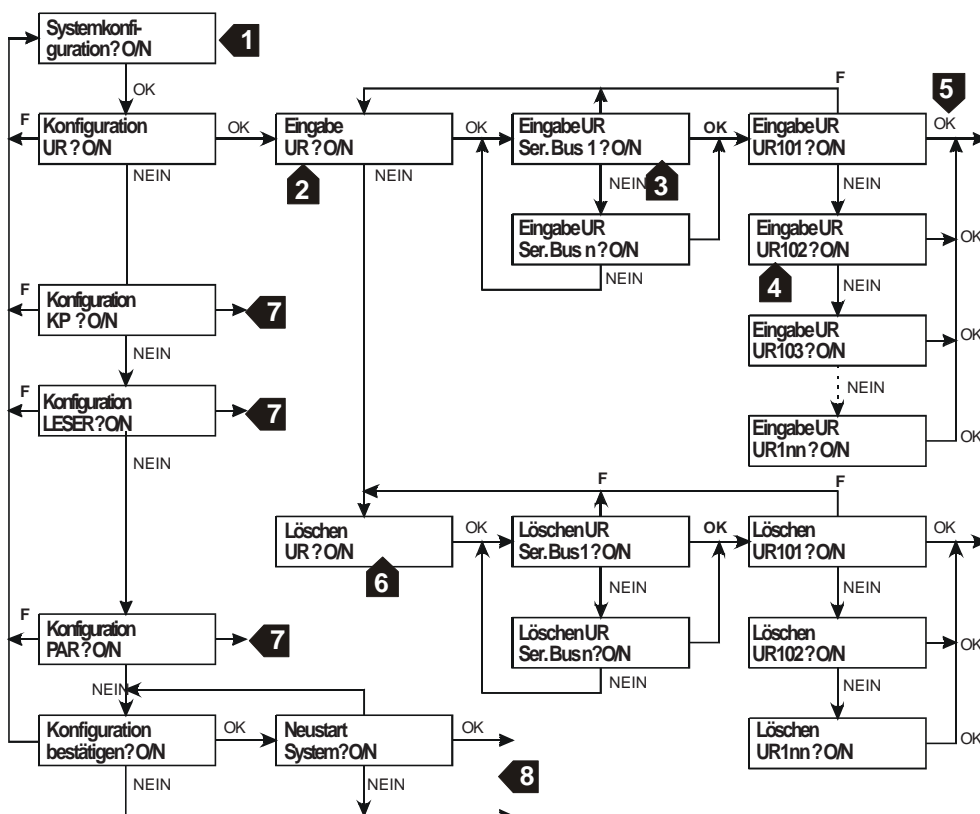 Systemkonfi-
guration? O/N
1
OK
F
Konfiguration
UR ? O/N
OK
Eingabe
UR ? O/N
OK
Eingabe UR
Ser. Bus 1 ? O/N
OK
Eingabe UR
UR101 ? O/N
OK
5
F
NEIN
2
NEIN
NEIN
3
NEIN
Eingabe UR
Ser. Bus n ? O/N
NEIN
Eingabe UR
UR102 ? O/N
OK
4
NEIN
F
Konfiguration
KP ? O/N
7
Eingabe UR
UR103 ? O/N
OK
NEIN
NEIN
F
Konfiguration
LESER ? O/N
7
Eingabe UR
UR1nn ? O/N
OK
NEIN
F
F
Löschen
UR ? O/N
OK
Löschen UR
Ser. Bus 1 ? O/N
OK
Löschen
UR101 ? O/N
OK
6
NEIN
NEIN
F
Konfiguration
PAR ? O/N
7
Löschen UR
Ser. Bus n? O/N
Löschen
UR102 ? O/N
OK
NEIN
NEIN
NEIN
Konfiguration
bestätigen? O/N
OK
Neustart
System? O/N
OK
Löschen
UR1nn ? O/N
OK
NEIN
NEIN
8